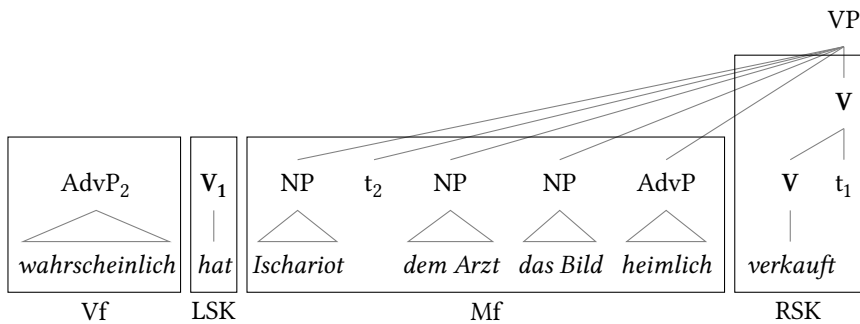 VP
V
AdvP₂ V₁ NP t₂ NP NP AdvP V t₁
wahrscheinlich hat Ischariot dem Arzt das Bild heimlich verkauft
Vf LSK Mf RSK